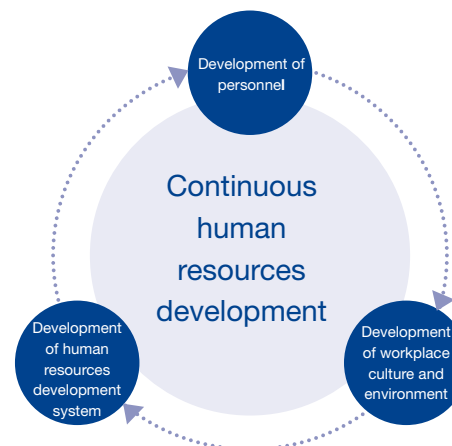 Development of
personnel
Continuous
human
resources
development
Development
of human
resources
development
system
Development
of workplace
culture and
environment